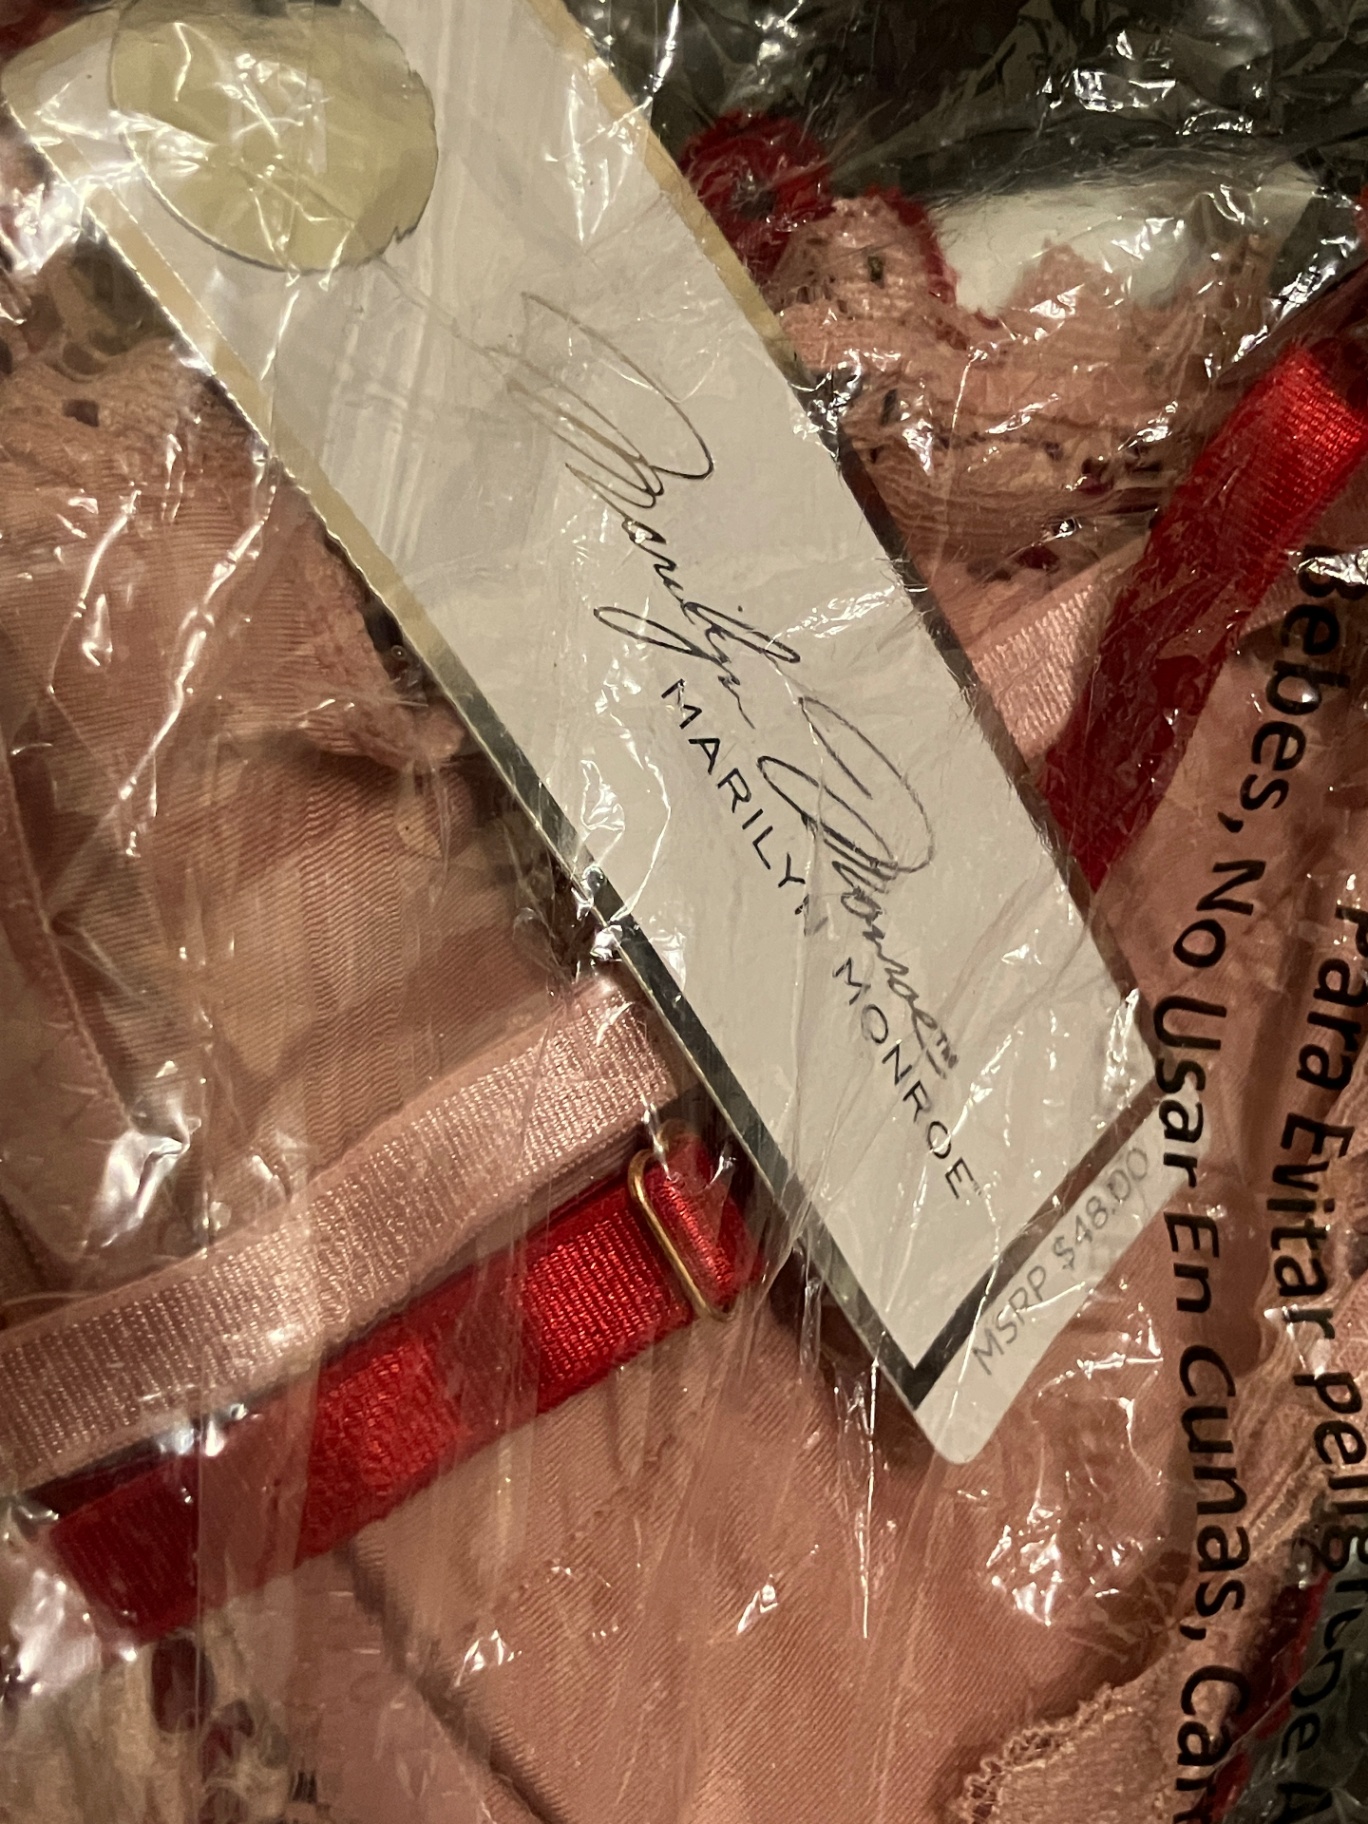 Marilyn Monroe™
MARILYN MONROE
MSRP $48.00
Para Evitar
Bebes, No Usar En Cunas,